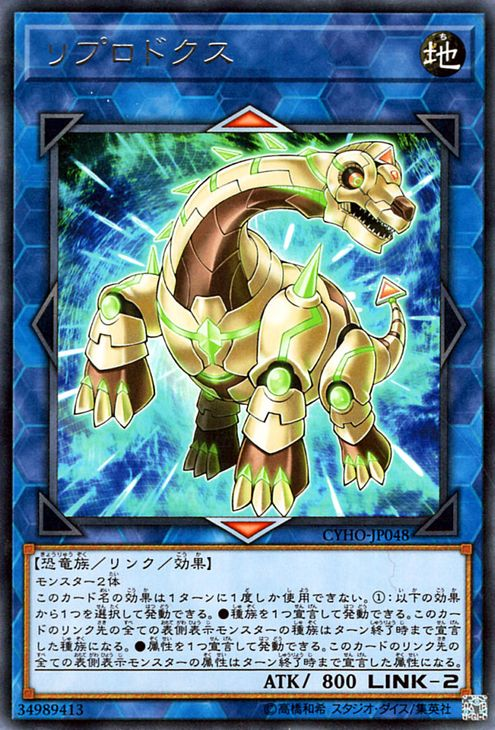 リプロドクス
地
CYHO-JP048
【恐竜族／リンク／効果】
モンスター２体
このカード名の効果は１ターンに１度しか使用できない。①：以下の効果
から１つを選択して発動できる。●種族を１つ宣言して発動できる。このカー
ドのリンク先の全ての表側表示モンスターの種族はターン終了時まで宣言
した種族になる。●属性を１つ宣言して発動できる。このカードのリンク先の
全ての表側表示モンスターの属性はターン終了時まで宣言した属性になる。
ATK/ 800 LINK-2
34989413 ©高橋和希 スタジオ・ダイス/集英社